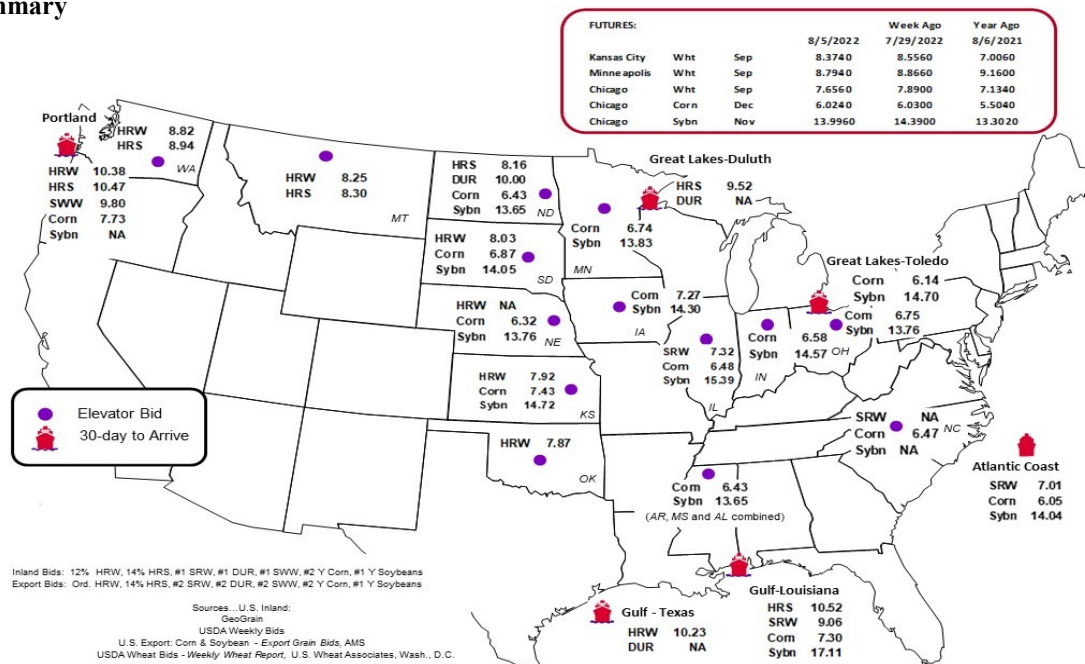 nmary
FUTURES: Week Ago Year Ago
8/5/2022 7/29/2022 8/6/2021
Kansas City Wht Sep 8.3740 8.5560 7.0060
Minneapolis Wht Sep 8.7940 8.8660 9.1600
Chicago Wht Sep 7.6560 7.8900 7.1340
Chicago Corn Dec 6.0240 6.0300 5.5040
Chicago Sybn Nov 13.9960 14.3900 13.3020
Portland
HRW 10.38
HRS 10.47
SWW 9.80
Corn 7.73
Sybn NA
HRW 8.82
HRS 8.94
WA
HRW 8.25
HRS 8.30
MT
HRS 8.16
DUR 10.00
Corn 6.43
Sybn 13.65
ND
Great Lakes-Duluth
HRS 9.52
DUR NA
Corn 6.74
Sybn 13.83
MN
HRW 8.03
Corn 6.87
Sybn 14.05
SD
Great Lakes-Toledo
Corn 6.14
Sybn 14.70
Corn 6.75
Sybn 13.76
OH
HRW NA
Corn 6.32
Sybn 13.76
NE
Corn 7.27
Sybn 14.30
IA
SRW 7.32
Corn 6.48
Sybn 15.39
IL
Corn 6.58
Sybn 14.57
IN
HRW 7.92
Corn 7.43
Sybn 14.72
KS
Elevator Bid
30-day to Arrive
HRW 7.87
OK
SRW NA
Corn 6.47
Sybn NA
NC
Corn 6.43
Sybn 13.65
(AR, MS and AL combined)
Atlantic Coast
SRW 7.01
Corn 6.05
Sybn 14.04
Gulf-Louisiana
HRS 10.52
SRW 9.06
Corn 7.30
Sybn 17.11
Gulf - Texas
HRW 10.23
DUR NA
Inland Bids: 12% HRW, 14% HRS, #1 SRW, #1 DUR, #1 SWW, #2 Y Corn, #1 Y Soybeans
Export Bids: Ord. HRW, 14% HRS, #2 SRW, #2 DUR, #2 SWW, #2 Y Corn, #1 Y Soybeans
Sources...U.S. Inland:
GeoGrain
USDA Weekly Bids
U.S. Export: Corn & Soybean - Export Grain Bids, AMS
USDA Wheat Bids - Weekly Wheat Report, U.S. Wheat Associates, Wash., D.C.